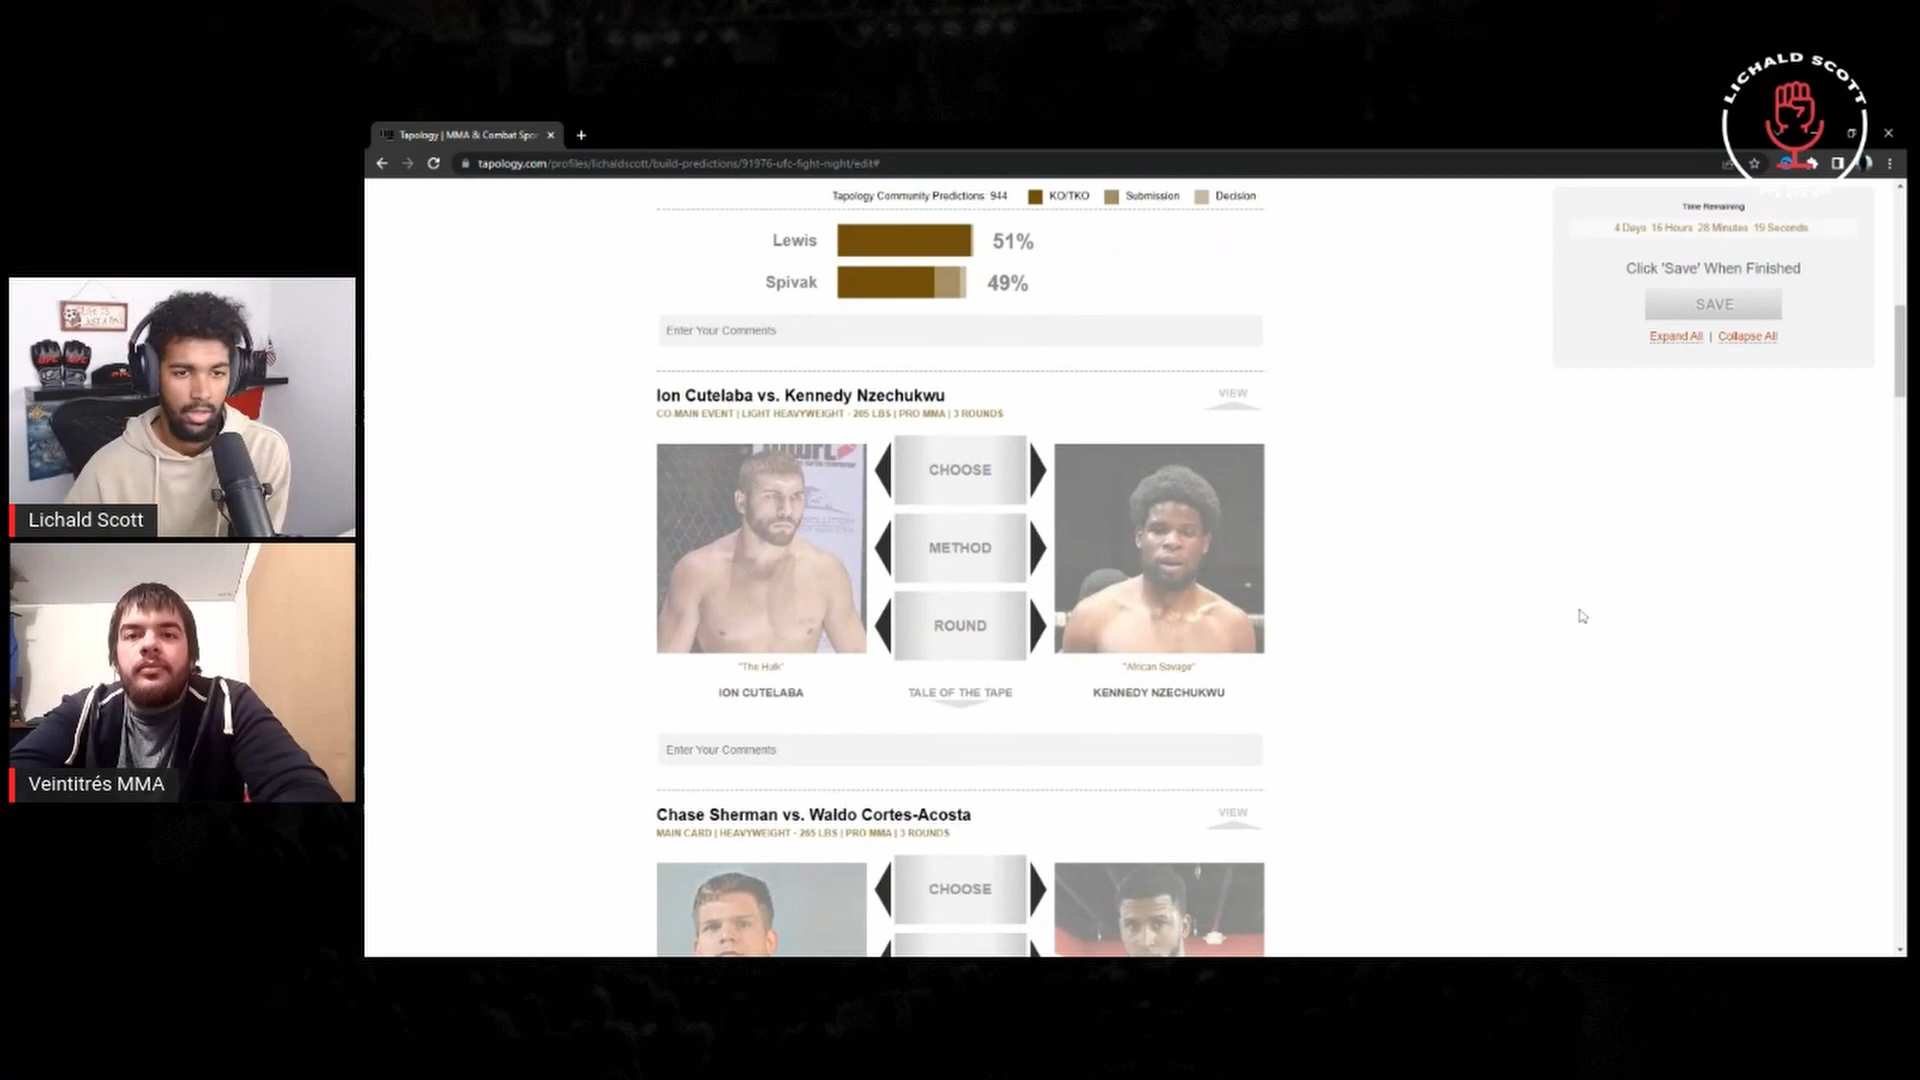 LICHALD SCOTT
Tapology | MMA & Combat Spor
tapology.com/profiles/lichaldscott/build-predictions/91976-ufc-fight-night/edit#
Tapology Community Predictions: 944
KO/TKO
Submission
Decision
Lewis
51%
Spivak
49%
Enter Your Comments
Time Remaining
4 Days 16 Hours 28 Minutes 19 Seconds
Click 'Save' When Finished
SAVE
Expand All | Collapse All
Ion Cutelaba vs. Kennedy Nzechukwu
VIEW
CO-MAIN EVENT | LIGHT HEAVYWEIGHT - 205 LBS | PRO MMA | 3 ROUNDS
CHOOSE
METHOD
ROUND
"The Hulk"
"African Savage"
ION CUTELABA
TALE OF THE TAPE
KENNEDY NZECHUKWU
Enter Your Comments
Chase Sherman vs. Waldo Cortes-Acosta
VIEW
MAIN CARD | HEAVYWEIGHT - 265 LBS | PRO MMA | 3 ROUNDS
CHOOSE
UFC
UFC
Lichald Scott
Veintitrés MMA